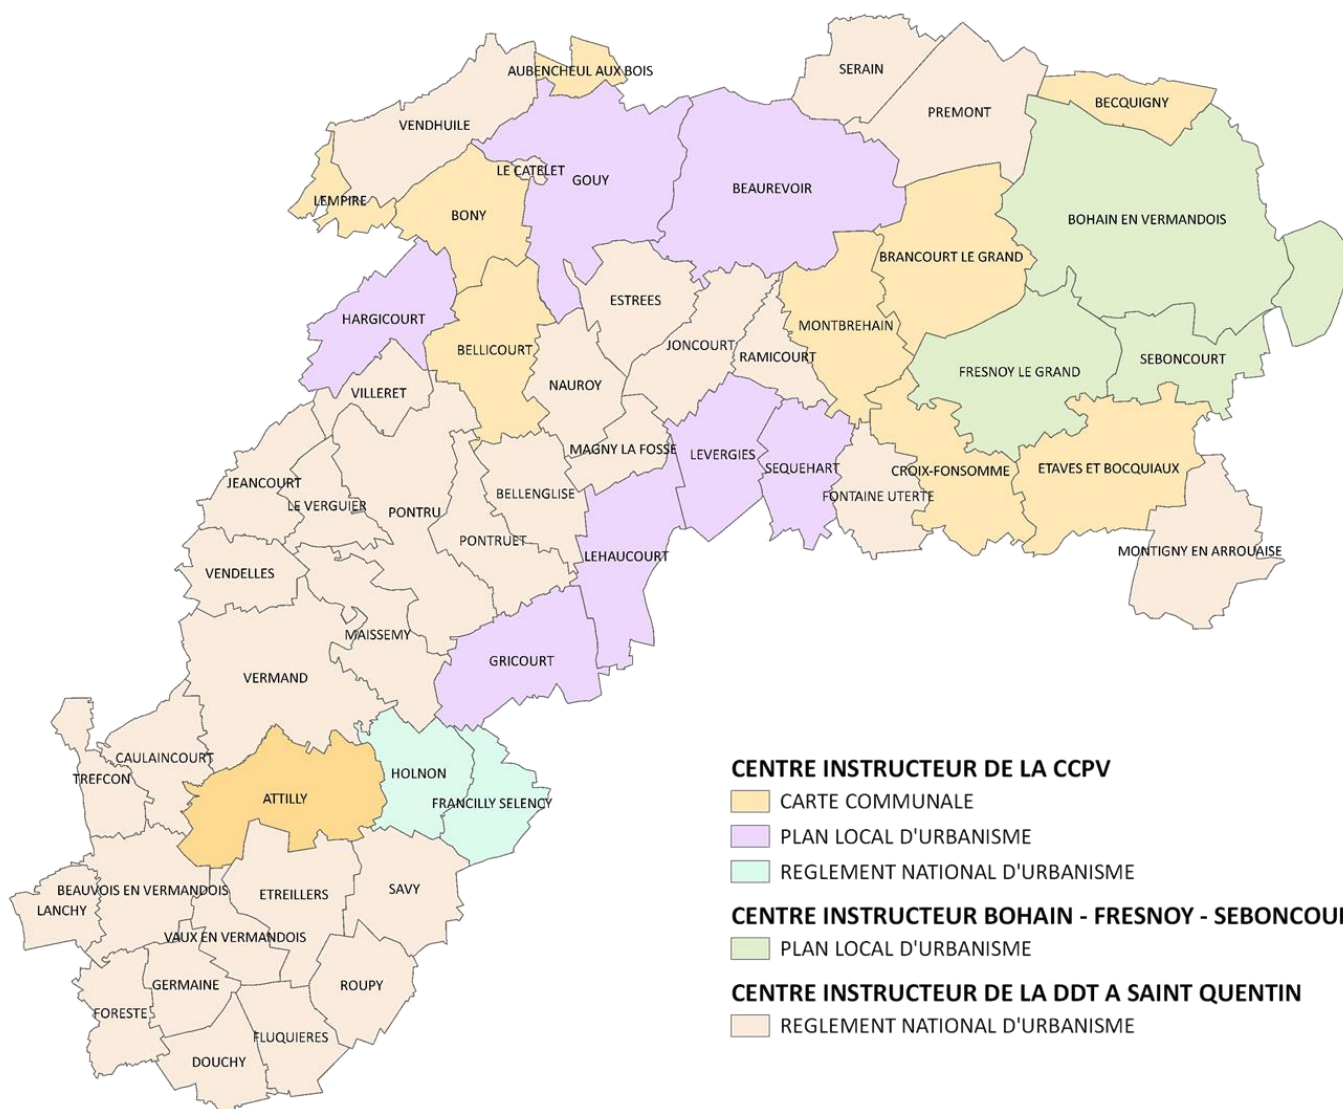 AUBENCHEUL AUX BOIS
SERAIN
PREMONT
BECQUIGNY
VENDHUILE
LE CATELET
GOUY
BEAUREVOIR
LEMPIRE
BONY
BOHAIN EN VERMANDOIS
BRANCOURT LE GRAND
ESTREES
HARGICOURT
MONTBREHAIN
BELLICOURT
JONCOURT
RAMICOURT
SEBONCOURT
FRESNOY LE GRAND
NAUROY
VILLERET
MAGNY LA FOSSE
LEVERGIES
SEQUEHART
CROIX-FONSOMME
ETAVES ET BOCQUIAUX
JEANCOURT
LE VERGUIER
PONTRU
BELLENGLISE
FONTAINE UTERTE
PONTRUET
LEHAUCOURT
MONTIGNY EN ARROUAISE
VENDELLES
MAISSEMY
GRICOURT
VERMAND
CAULAINCOURT
TREFCON
HOLNON
ATTILLY
FRANCILLY SELENCY
BEAUVOIS EN VERMANDOIS
ETREILLERS
SAVY
LANCHY
VAUX EN VERMANDOIS
GERMAINE
ROUPY
FORESTE
FLUQUIERES
DOUCHY
CENTRE INSTRUCTEUR DE LA CCPV
CARTE COMMUNALE
PLAN LOCAL D'URBANISME
REGLEMENT NATIONAL D'URBANISME
CENTRE INSTRUCTEUR BOHAIN - FRESNOY - SEBONCOU
PLAN LOCAL D'URBANISME
CENTRE INSTRUCTEUR DE LA DDT A SAINT QUENTIN
REGLEMENT NATIONAL D'URBANISME